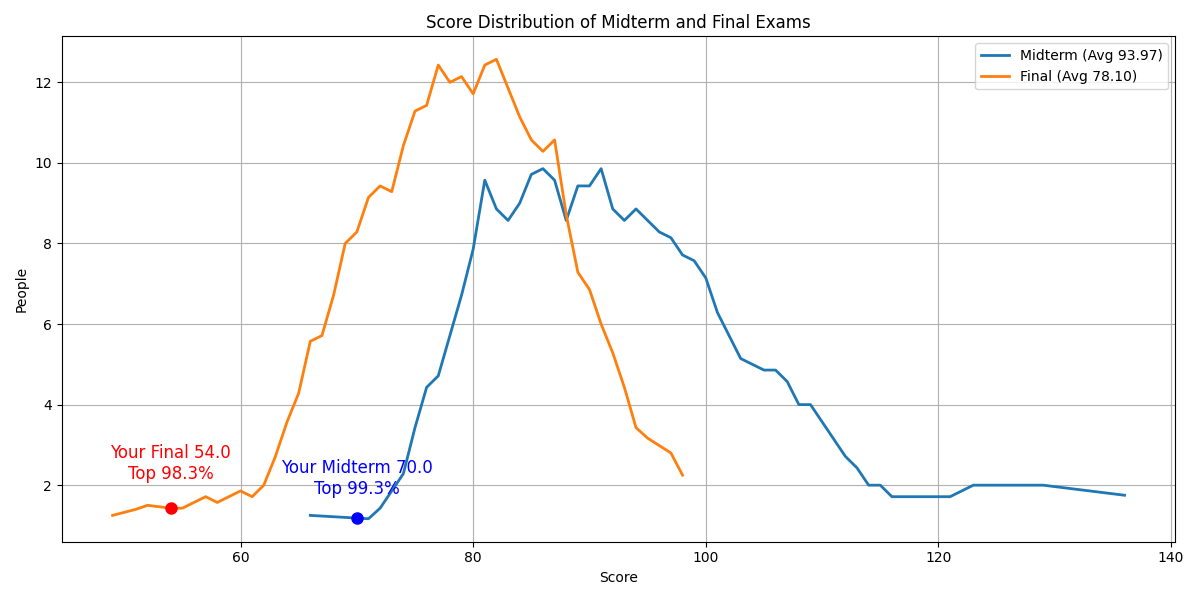 Score Distribution of Midterm and Final Exams
Midterm (Avg 93.97)
Final (Avg 78.10)
People
12
10
8
6
4
2
Your Final 54.0
Top 98.3%
Your Midterm 70.0
Top 99.3%
60
80
100
120
140
Score